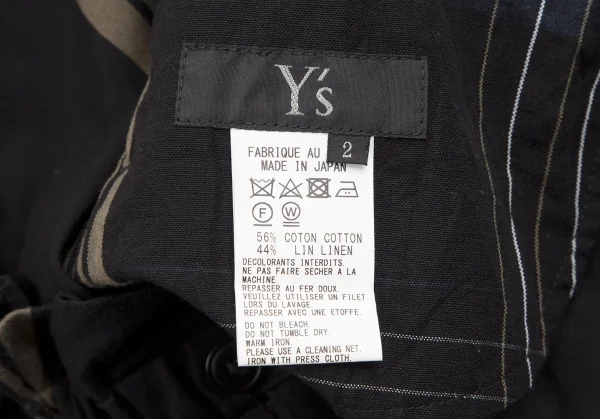 Y's
2
FABRIQUE AU
MADE IN JAPAN
F W
56% COTON COTTON
44% LIN LINEN
DECOLORANTS INTERDITS.
NE PAS FAIRE SECHER A LA
MACHINE.
REPASSER AU FER DOUX.
VEUILLEZ UTILISER UN FILET
LORS DU LAVAGE
REPASSER AVEC UNE ETOFFE.
DO NOT BLEACH.
DO NOT TUMBLE DRY.
WARM IRON.
PLEASE USE A CLEANING NET.
IRON WITH PRESS CLOTH.